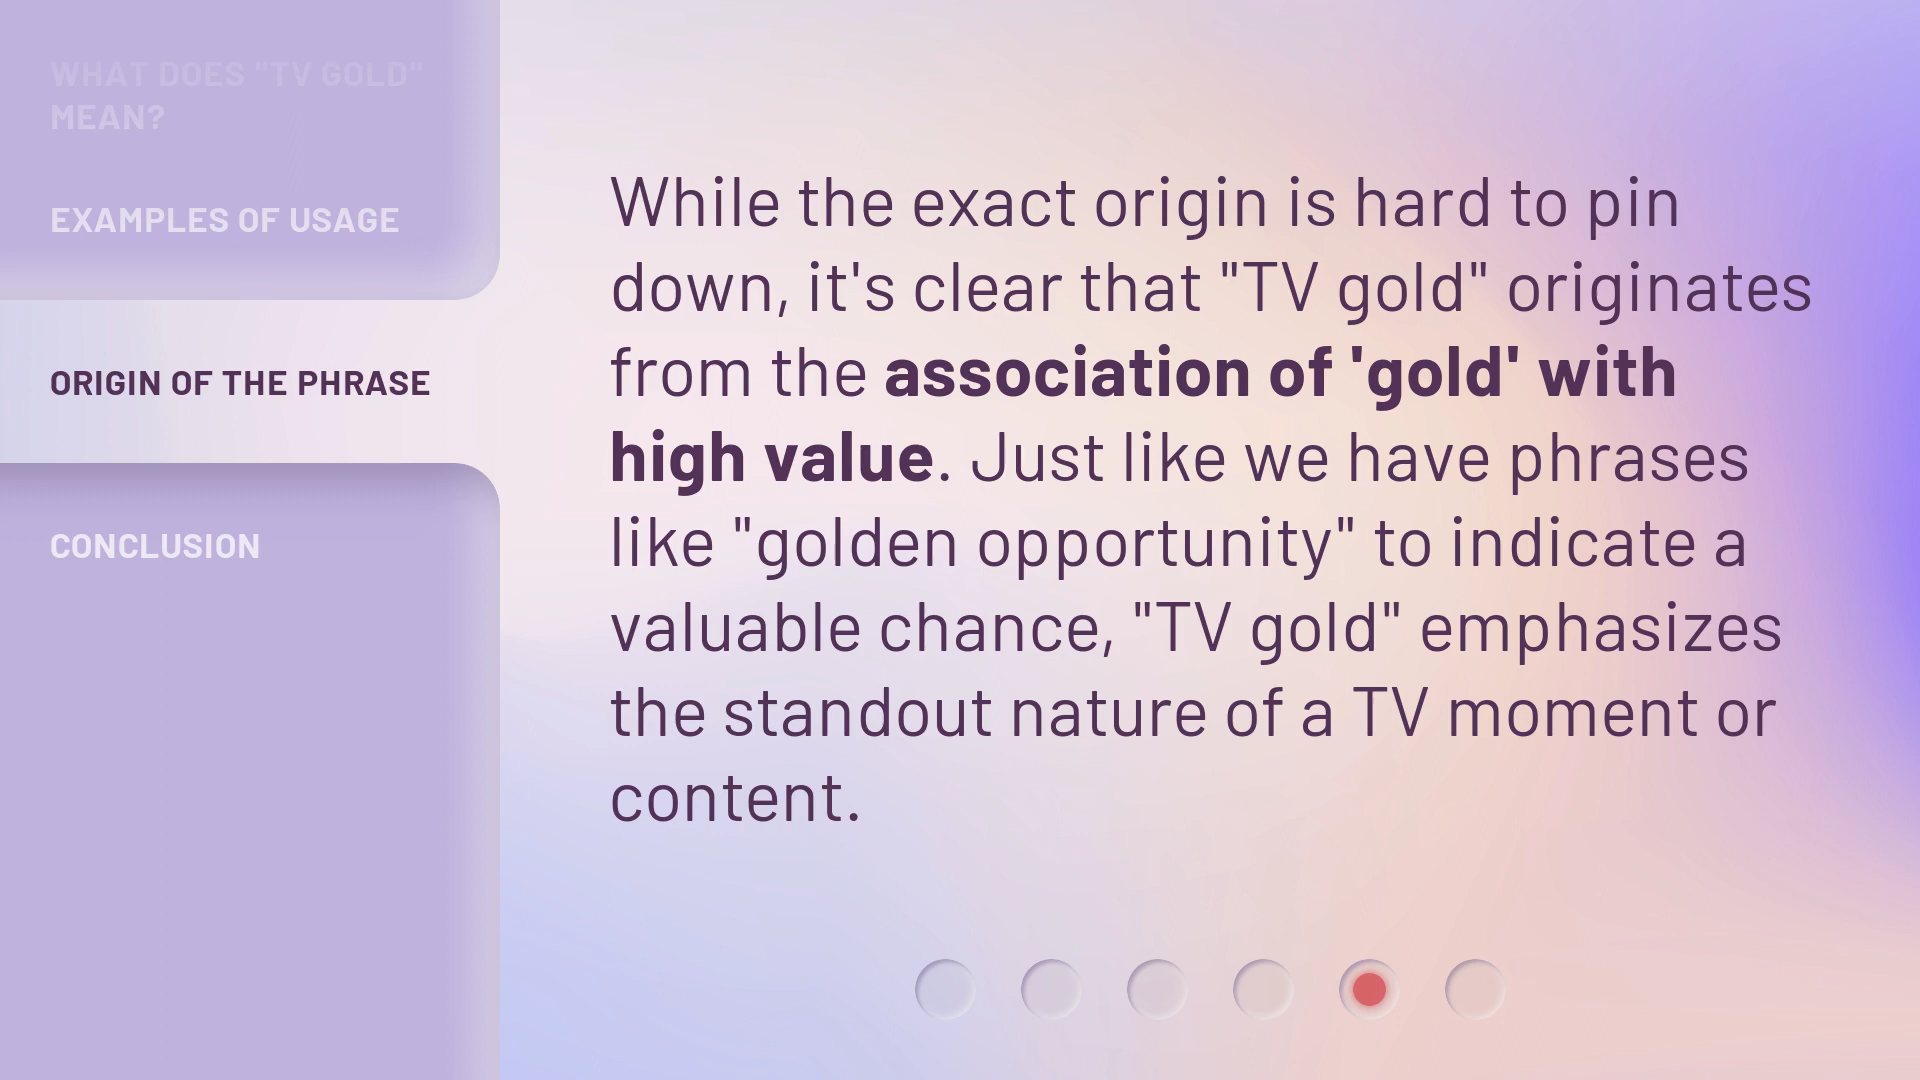 WHAT DOES "TV GOLD"
MEAN?
EXAMPLES OF USAGE
ORIGIN OF THE PHRASE
CONCLUSION
While the exact origin is hard to pin
down, it's clear that "TV gold" originates
from the association of 'gold' with
high value. Just like we have phrases
like "golden opportunity" to indicate a
valuable chance, "TV gold" emphasizes
the standout nature of a TV moment or
content.